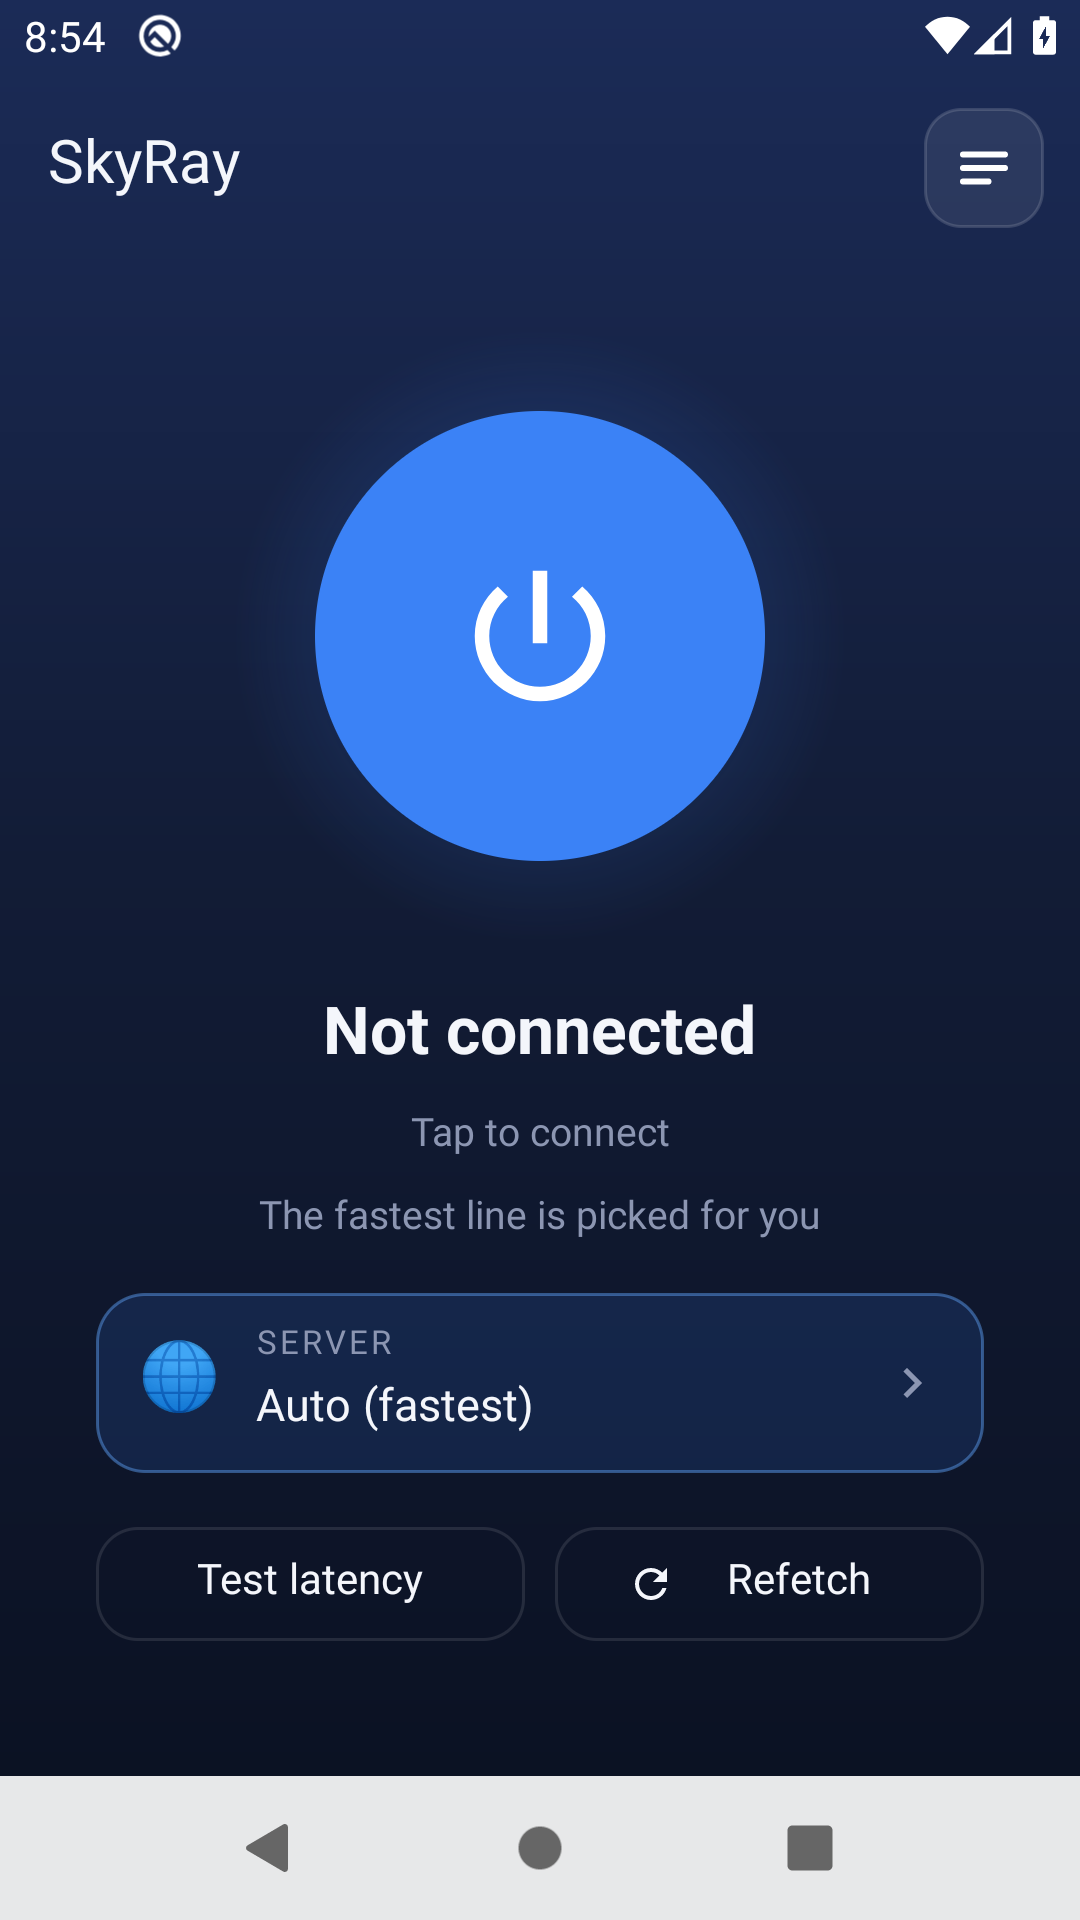 8:54
SkyRay
Not connected
Tap to connect
The fastest line is picked for you
SERVER
Auto (fastest)
Test latency
Refetch